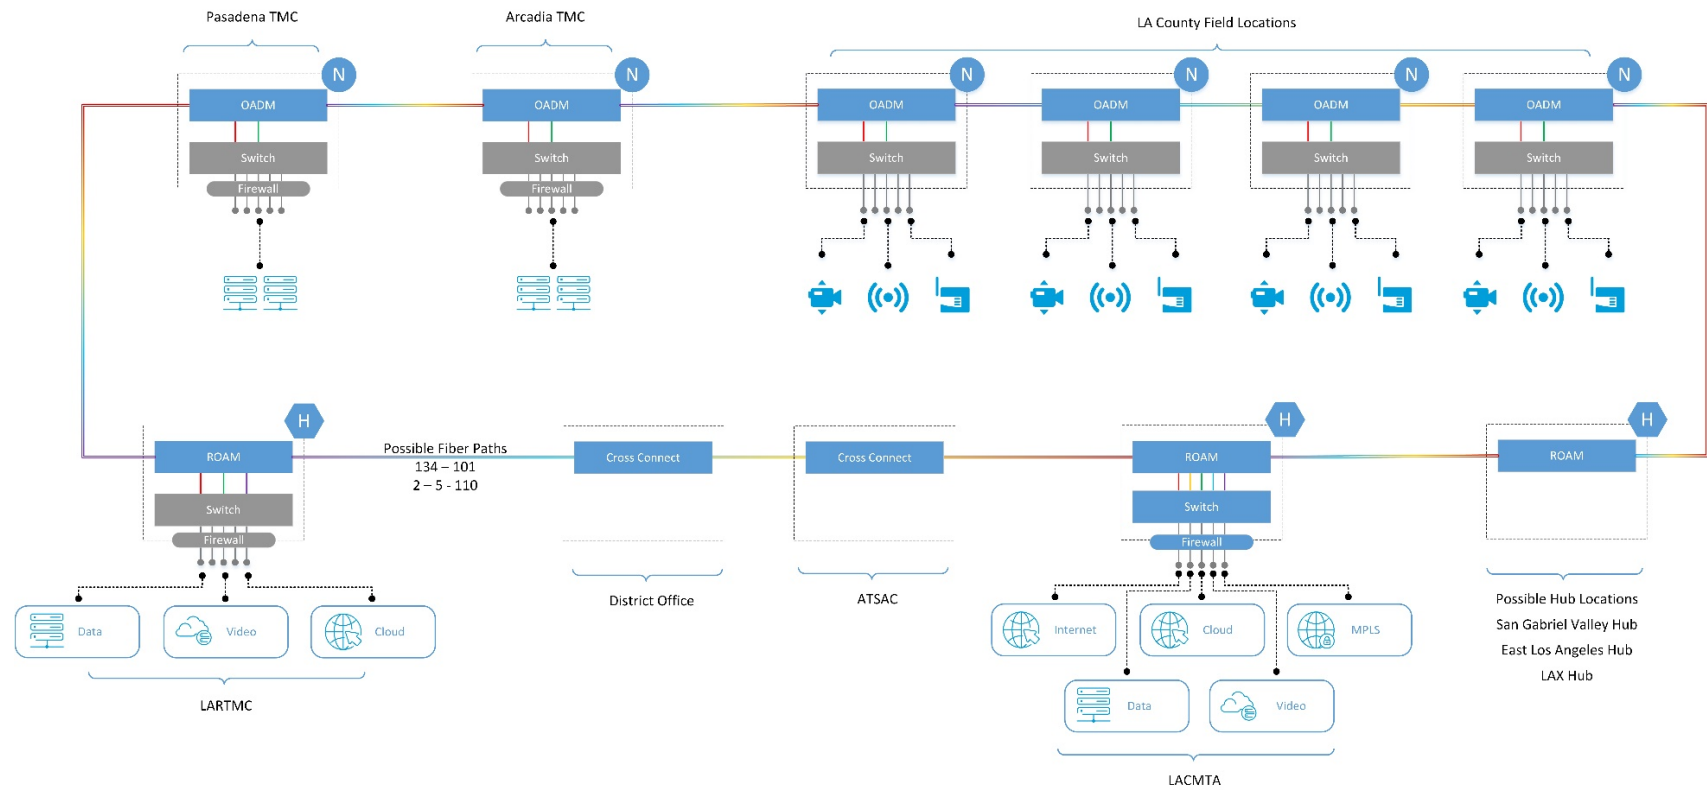 Pasadena TMC
Arcadia TMC
LA County Field Locations
N
N
N
N
N
N
OADM
OADM
OADM
OADM
OADM
OADM
Switch
Switch
Switch
Switch
Switch
Switch
Firewall
Firewall
H
H
H
Possible Fiber Paths
134 – 101
2 – 5 - 110
ROAM
Cross Connect
Cross Connect
ROAM
ROAM
Switch
Switch
Firewall
Firewall
District Office
ATSAC
Possible Hub Locations
San Gabriel Valley Hub
East Los Angeles Hub
LAX Hub
Data
Video
Cloud
Internet
Cloud
MPLS
LARTMC
Data
Video
LACMTA